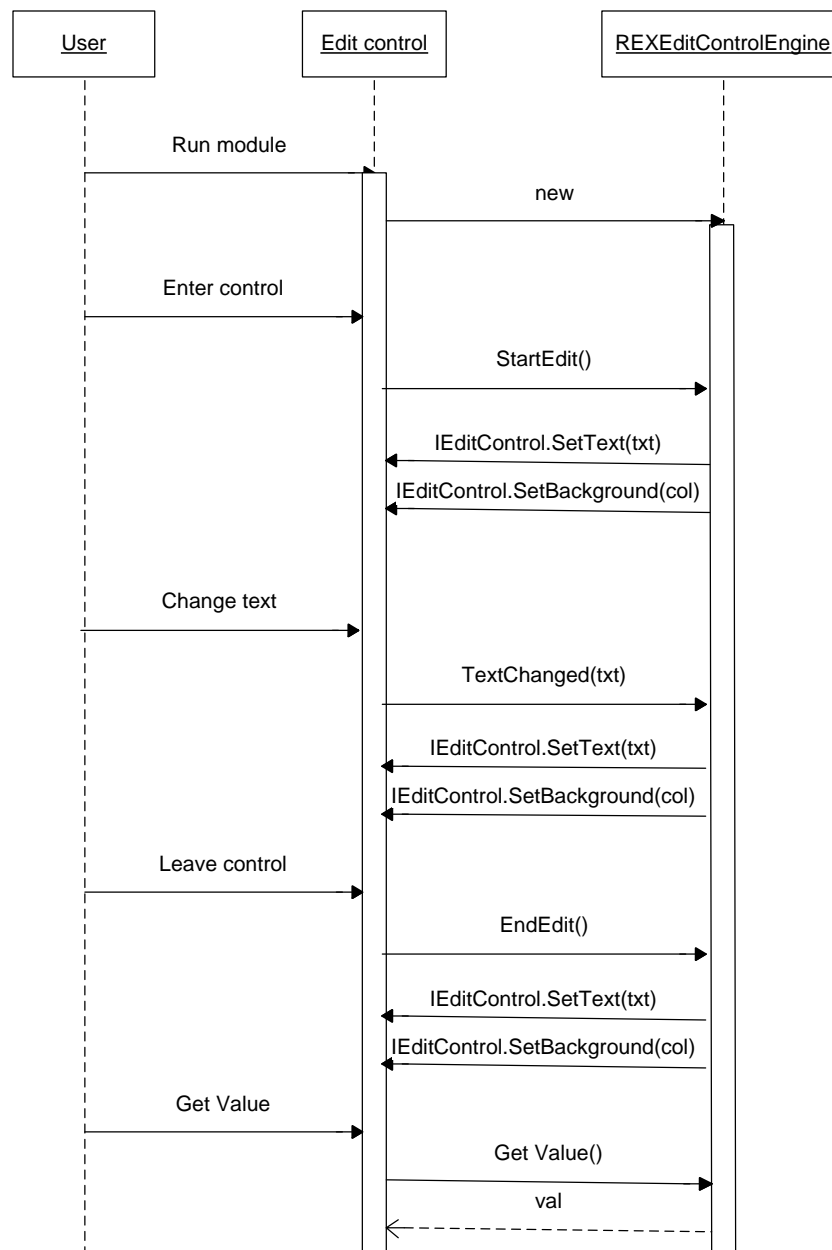 User
Edit control
REXEditControlEngine
Run module
new
Enter control
StartEdit()
IEditControl.SetText(txt)
IEditControl.SetBackground(col)
Change text
TextChanged(txt)
IEditControl.SetText(txt)
IEditControl.SetBackground(col)
Leave control
EndEdit()
IEditControl.SetText(txt)
IEditControl.SetBackground(col)
Get Value
Get Value()
val